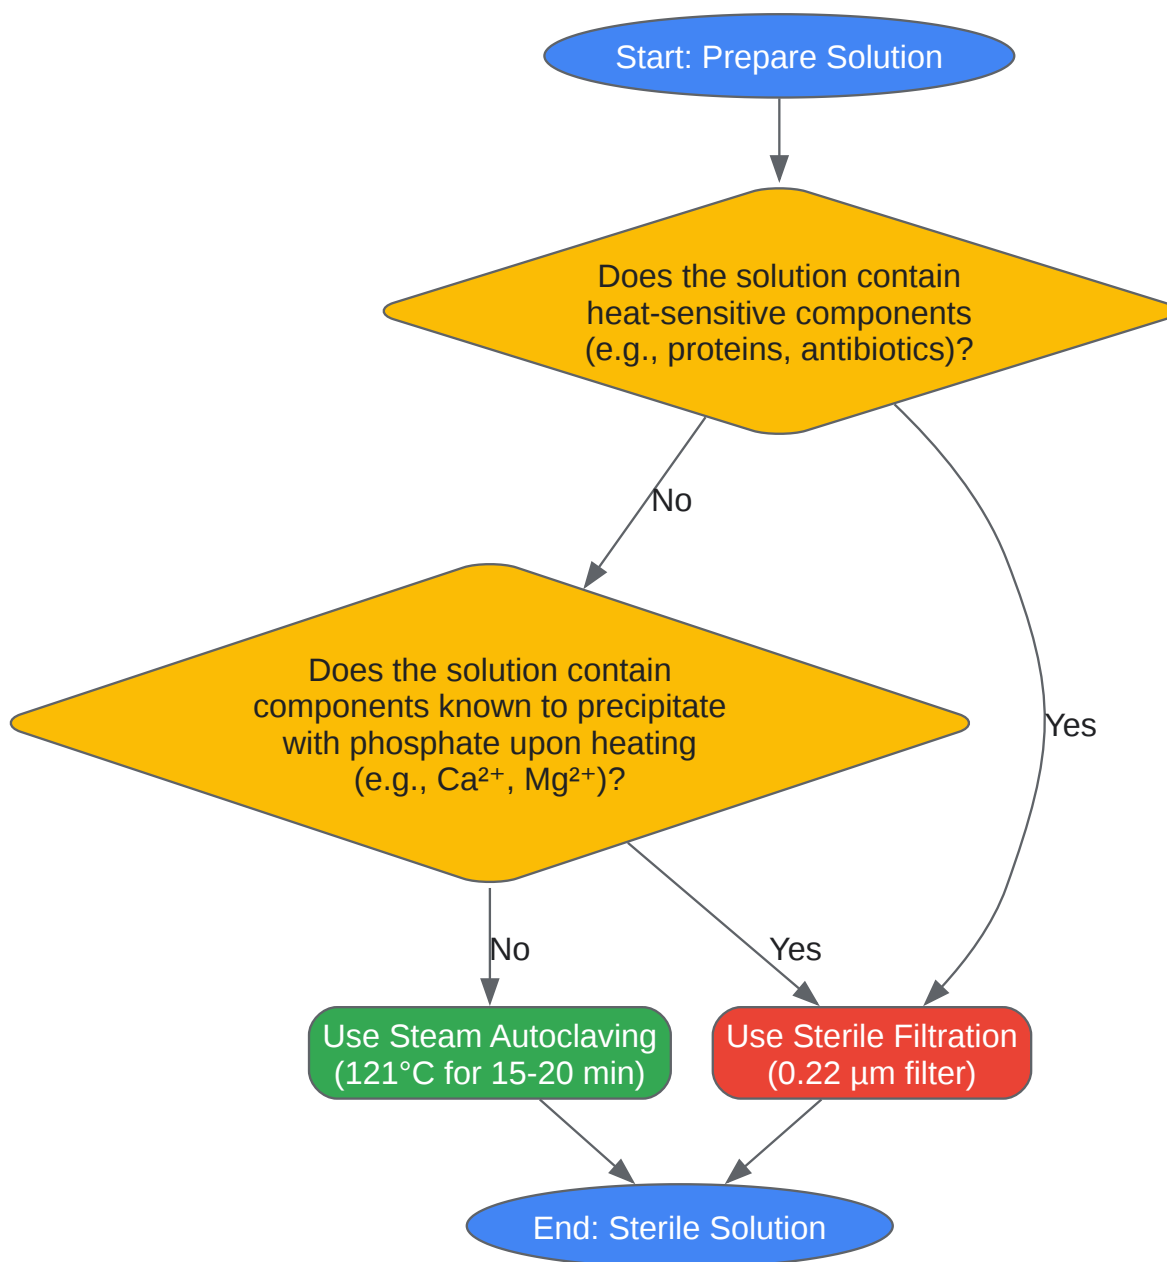 Start: Prepare Solution
Does the solution contain
heat-sensitive components
(e.g., proteins, antibiotics)?
No
Does the solution contain
components known to precipitate
with phosphate upon heating
(e.g., Ca²⁺, Mg²⁺)?
Yes
No
Yes
Use Steam Autoclaving
(121°C for 15-20 min)
Use Sterile Filtration
(0.22 µm filter)
End: Sterile Solution